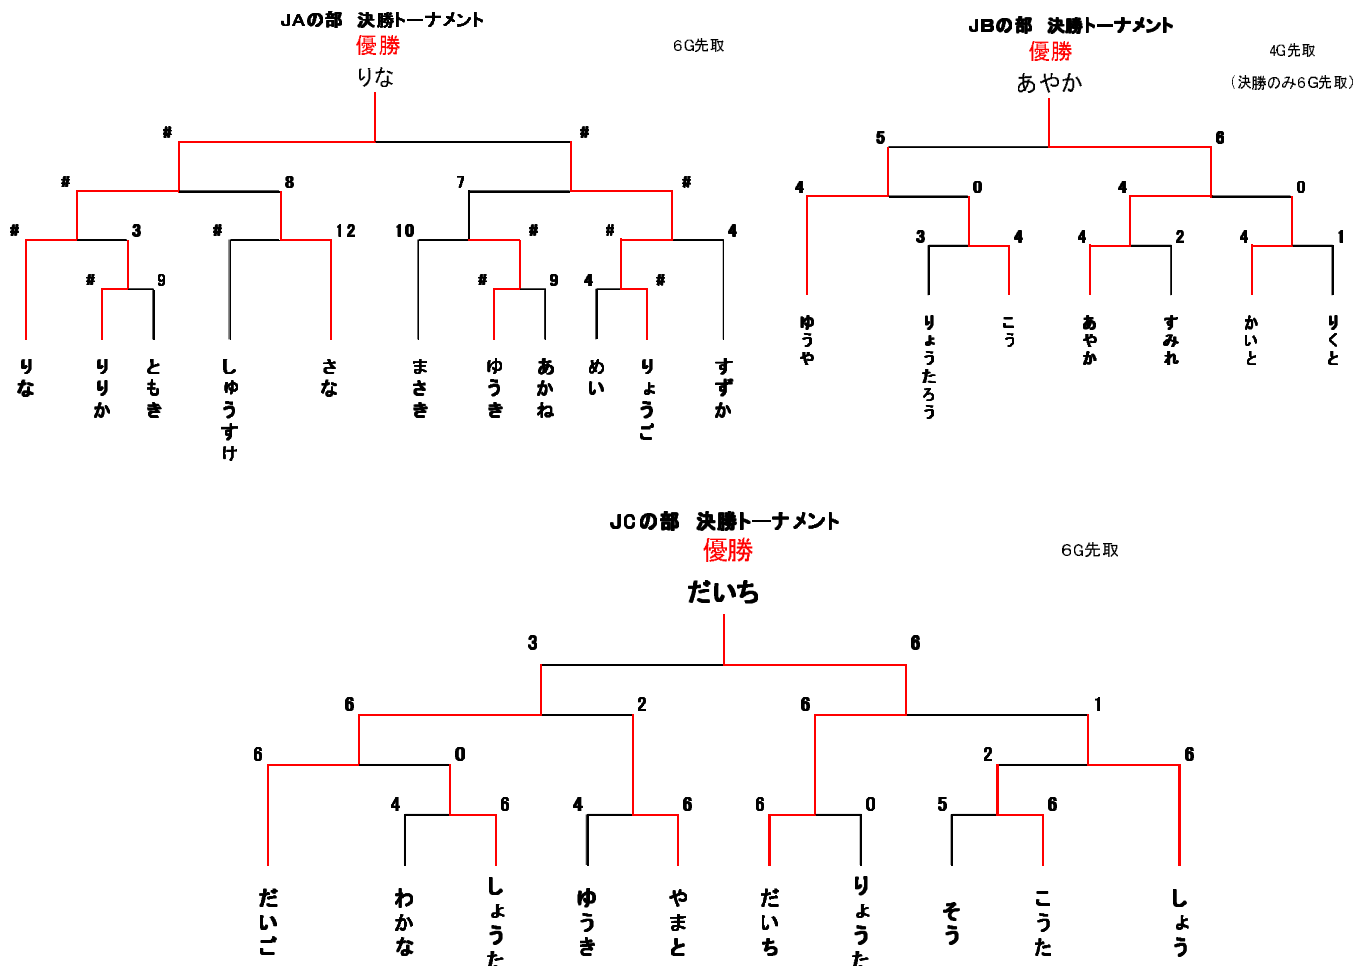 JAの部 決勝トーナメント
優勝
6G先取
りな
# #
# 8 7 #
# 3 # 12 10 # # 4
# 9 # 9 4 #
りな
りりか
ともき
しゅうすけ
さな
まさき
ゆうき
あかね
めい
りょうご
すずか
JBの部 決勝トーナメント
優勝
4G先取
あやか
(決勝のみ6G先取)
5 6
4 0 4 0
3 4 4 2 4 1
ゆうや
りょうたろう
こう
あやか
すみれ
かいと
りくと
JCの部 決勝トーナメント
優勝
6G先取
だいち
3 6
6 2 6 1
6 0 2 6
4 6 4 6 6 0 5 6
だいご
わかな
しょうた
ゆうき
やまと
だいち
りょうた
そう
こうた
しょう